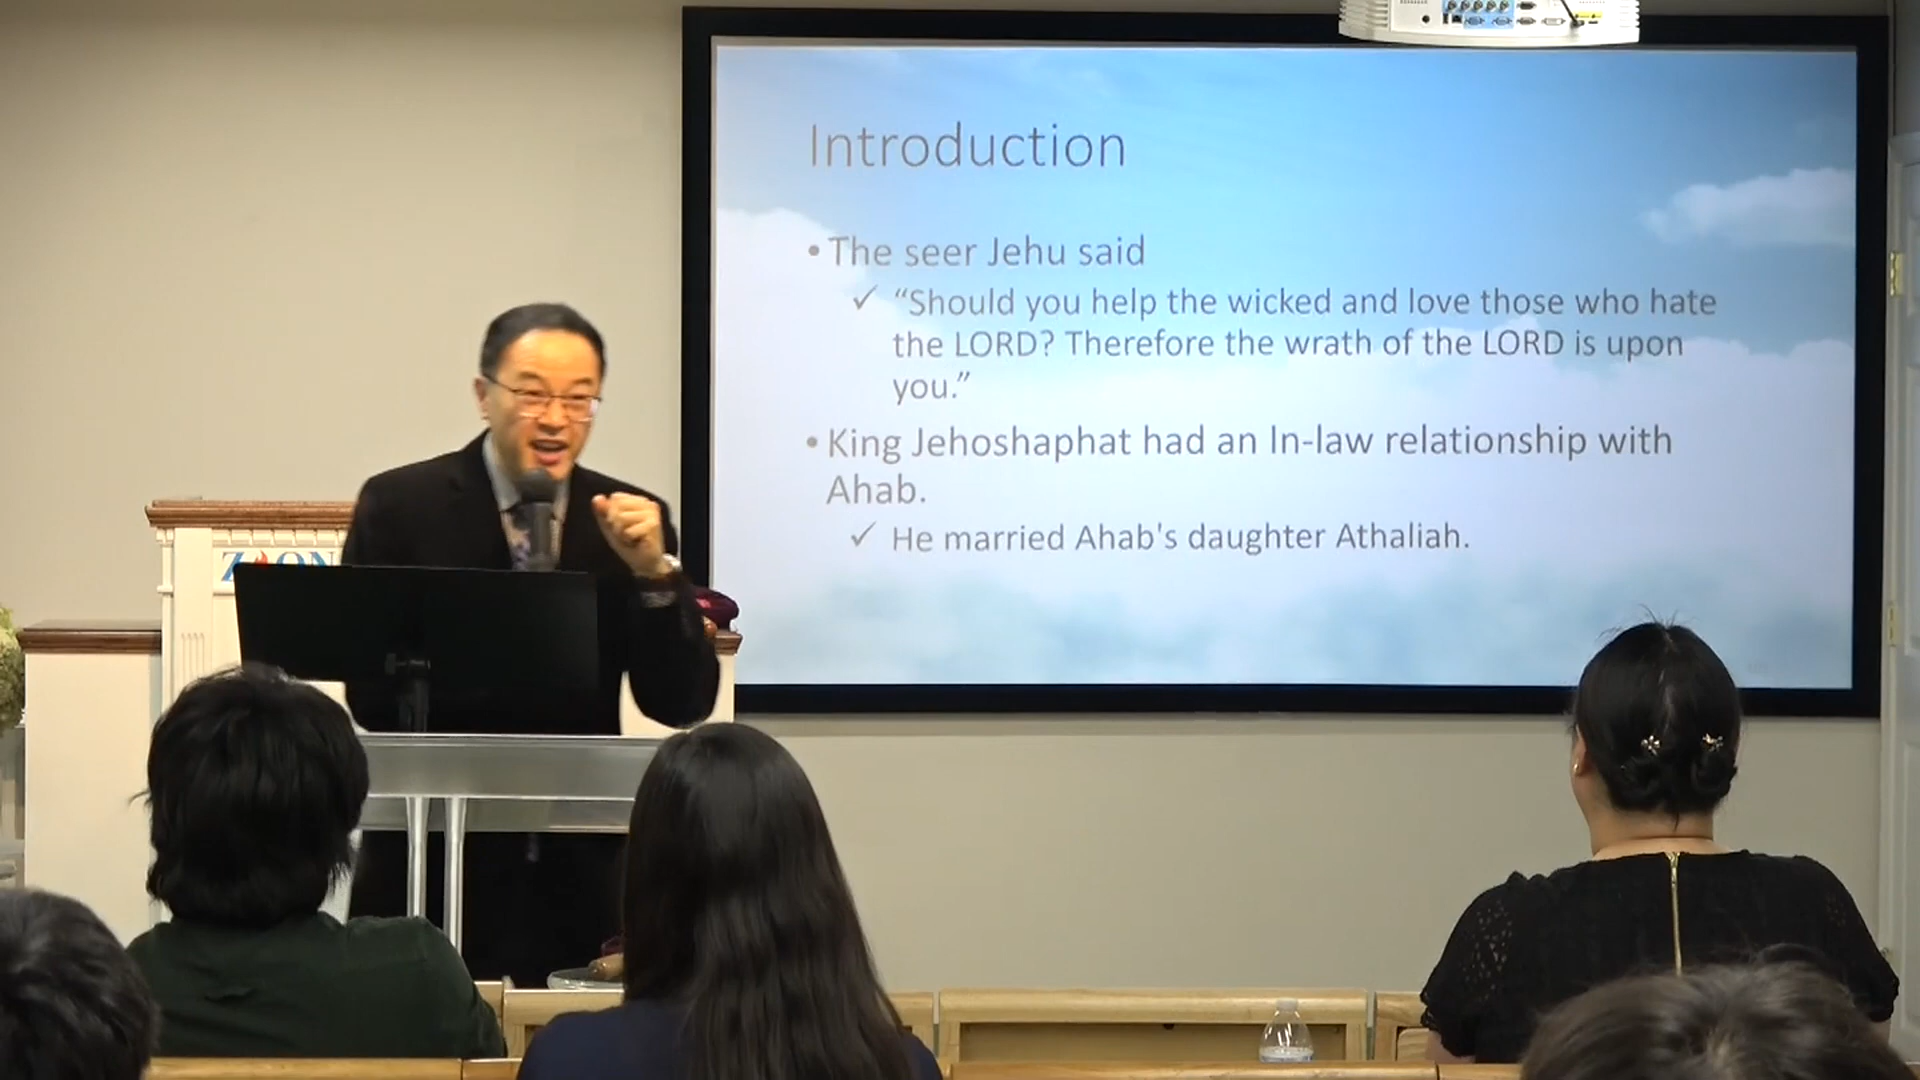 Introduction
• The seer Jehu said
✓ “Should you help the wicked and love those who hate
the LORD? Therefore the wrath of the LORD is upon
you.”
• King Jehoshaphat had an In-law relationship with
Ahab.
✓ He married Ahab's daughter Athaliah.
ZION